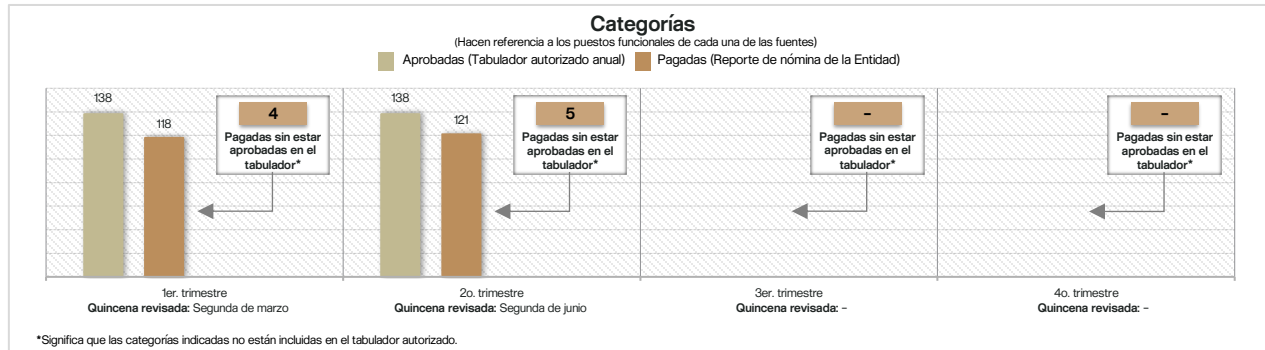 Categorías
(Hacen referencia a los puestos funcionales de cada una de las fuentes)
Aprobadas (Tabulador autorizado anual) Pagadas (Reporte de nómina de la Entidad)
138
118
4
Pagadas sin estar
aprobadas en el
tabulador*
138
121
5
Pagadas sin estar
aprobadas en el
tabulador*
-
Pagadas sin estar
aprobadas en el
tabulador*
-
Pagadas sin estar
aprobadas en el
tabulador*
1er. trimestre
Quincena revisada: Segunda de marzo
2o. trimestre
Quincena revisada: Segunda de junio
3er. trimestre
Quincena revisada: -
4o. trimestre
Quincena revisada: -
*Significa que las categorías indicadas no están incluidas en el tabulador autorizado.